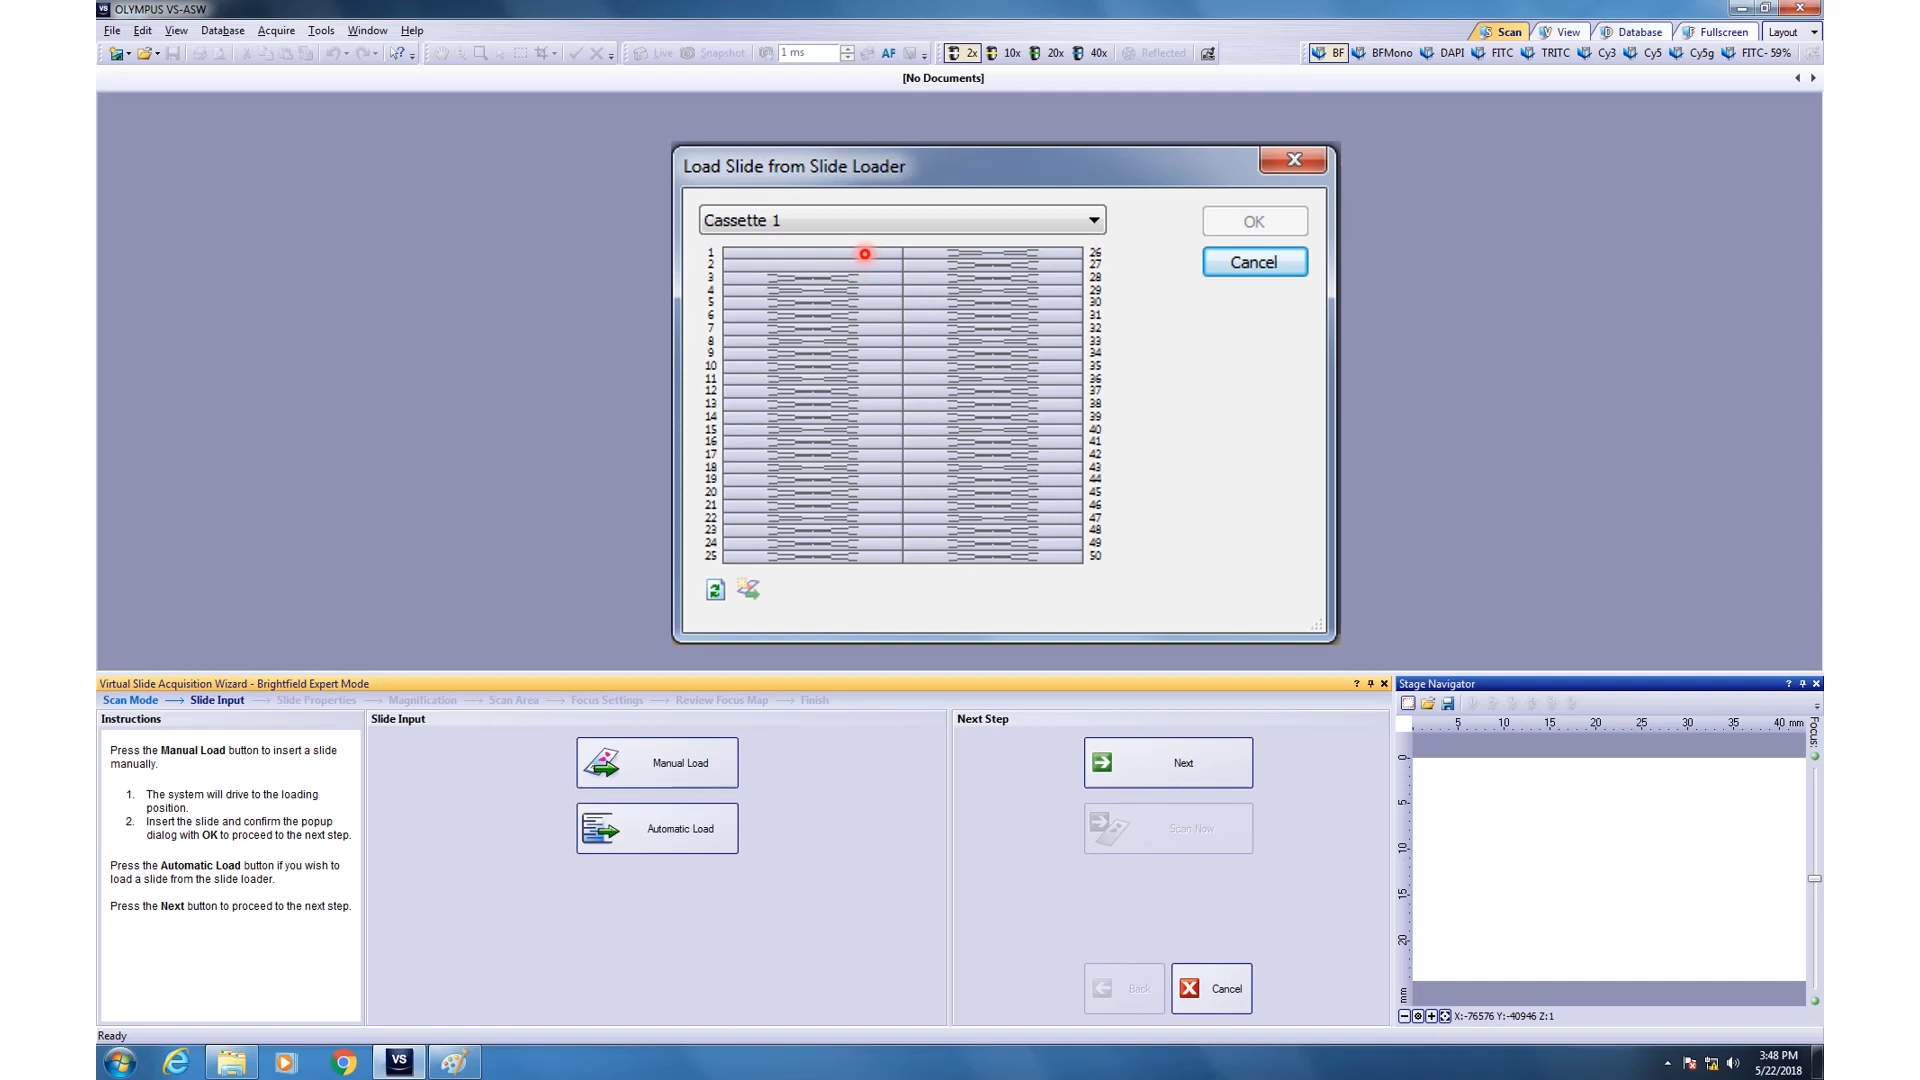 OLYMPUS VS-ASW
File Edit View Database Acquire Tools Window Help
Scan View Database Fullscreen Layout
Live Snapshot 1 ms AF 2x 10x 20x 40x Reflected BF BFMono DAPI FITC TRITC Cy3 Cy5 Cy5g FITC- 59%
[No Documents]
Load Slide from Slide Loader
Cassette 1
OK
Cancel
1 26
2 27
3 28
4 29
5 30
6 31
7 32
8 33
9 34
10 35
11 36
12 37
13 38
14 39
15 40
16 41
17 42
18 43
19 44
20 45
21 46
22 47
23 48
24 49
25 50
Virtual Slide Acquisition Wizard - Brightfield Expert Mode
Scan Mode Slide Input Slide Properties Magnification Scan Area Focus Settings Review Focus Map Finish
Instructions
Press the Manual Load button to insert a slide
manually.
1. The system will drive to the loading
position.
2. Insert the slide and confirm the popup
dialog with OK to proceed to the next step.
Press the Automatic Load button if you wish to
load a slide from the slide loader.
Press the Next button to proceed to the next step.
Slide Input
Manual Load
Automatic Load
Next Step
Next
Scan Now
Back
Cancel
Stage Navigator
5 10 15 20 25 30 35 40 mm
Focus:
0
5
10
15
20
mm
X:-76576 Y:-40946 Z:1
Ready
VS
3:48 PM
5/22/2018